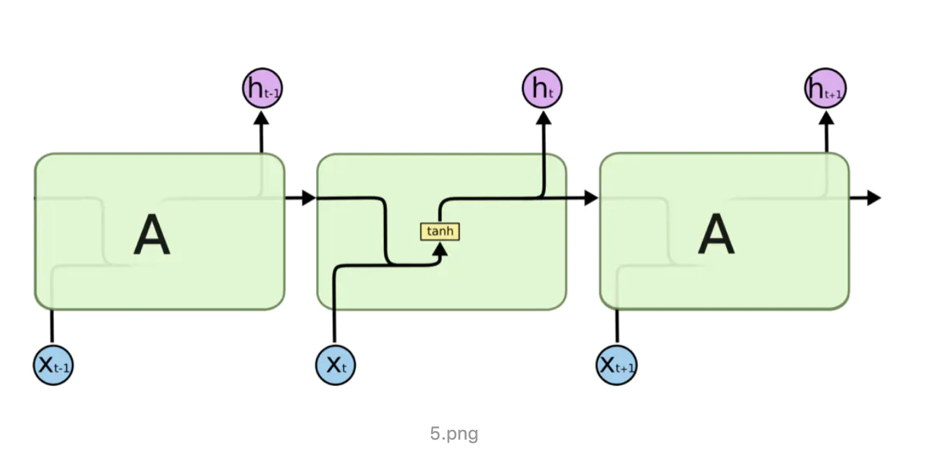 ht-1 ht ht+1
A tanh A
xt-1 xt xt+1
5.png